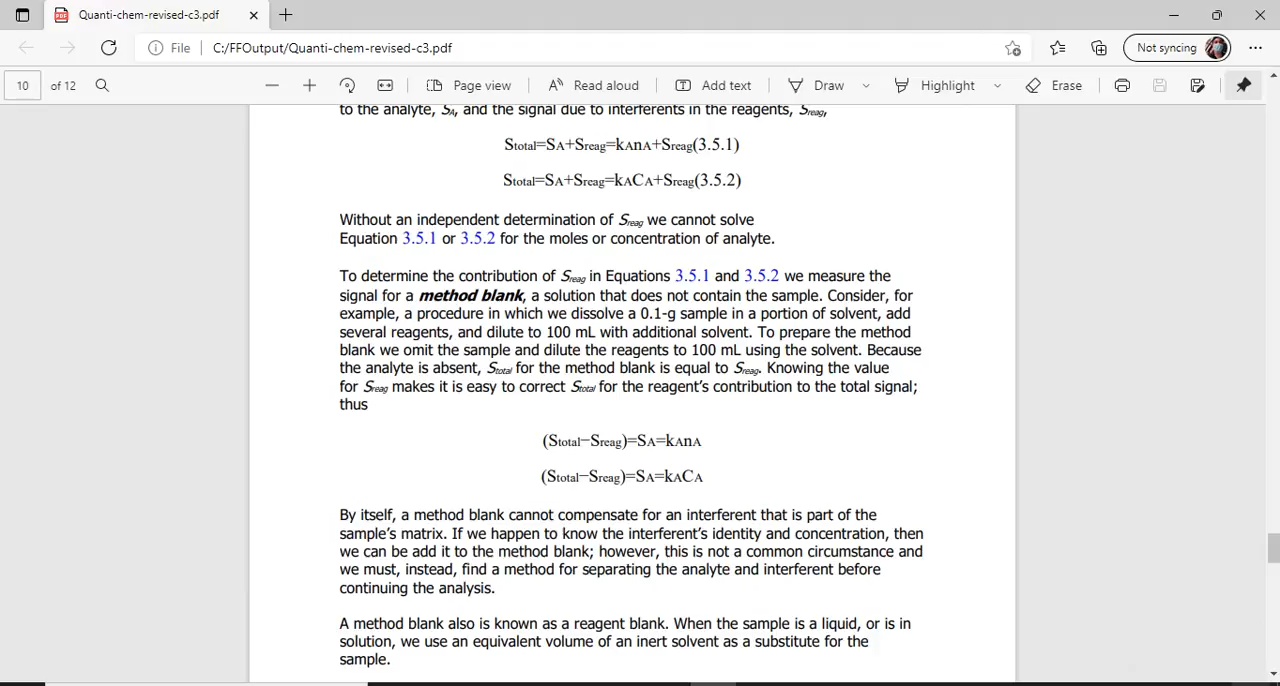 Quanti-chem-revised-c3.pdf
File C:/FFOutput/Quanti-chem-revised-c3.pdf Not syncing
10 of 12 Page view Read aloud Add text Draw Highlight Erase
to the analyte, SA, and the signal due to interferents in the reagents, Sreag,
Stotal=SA+Sreag=kAnA+Sreag(3.5.1)
Stotal=SA+Sreag=kACA+Sreag(3.5.2)
Without an independent determination of Sreag we cannot solve
Equation 3.5.1 or 3.5.2 for the moles or concentration of analyte.
To determine the contribution of Sreag in Equations 3.5.1 and 3.5.2 we measure the
signal for a method blank, a solution that does not contain the sample. Consider, for
example, a procedure in which we dissolve a 0.1-g sample in a portion of solvent, add
several reagents, and dilute to 100 mL with additional solvent. To prepare the method
blank we omit the sample and dilute the reagents to 100 mL using the solvent. Because
the analyte is absent, Stotal for the method blank is equal to Sreag. Knowing the value
for Sreag makes it is easy to correct Stotal for the reagent's contribution to the total signal;
thus
(Stotal−Sreag)=SA=kAnA
(Stotal−Sreag)=SA=kACA
By itself, a method blank cannot compensate for an interferent that is part of the
sample's matrix. If we happen to know the interferent's identity and concentration, then
we can be add it to the method blank; however, this is not a common circumstance and
we must, instead, find a method for separating the analyte and interferent before
continuing the analysis.
A method blank also is known as a reagent blank. When the sample is a liquid, or is in
solution, we use an equivalent volume of an inert solvent as a substitute for the
sample.